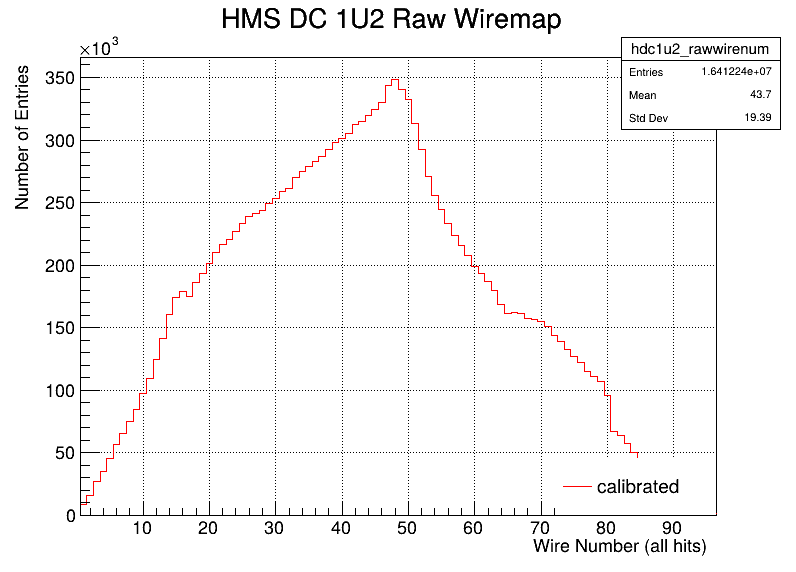 HMS DC 1U2 Raw Wiremap
×10³
hdc1u2_rawwirenum
Entries 1.641224e+07
Mean 43.7
Std Dev 19.39
Number of Entries
350
300
250
200
150
100
50
0
calibrated
10 20 30 40 50 60 70 80 90
Wire Number (all hits)